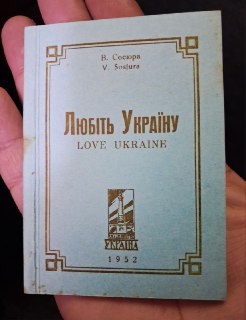 В. Сосюра
V. Sosiura
ЛЮБІТЬ УКРАЇНУ
LOVE UKRAINE
УКРАЇНА
1952